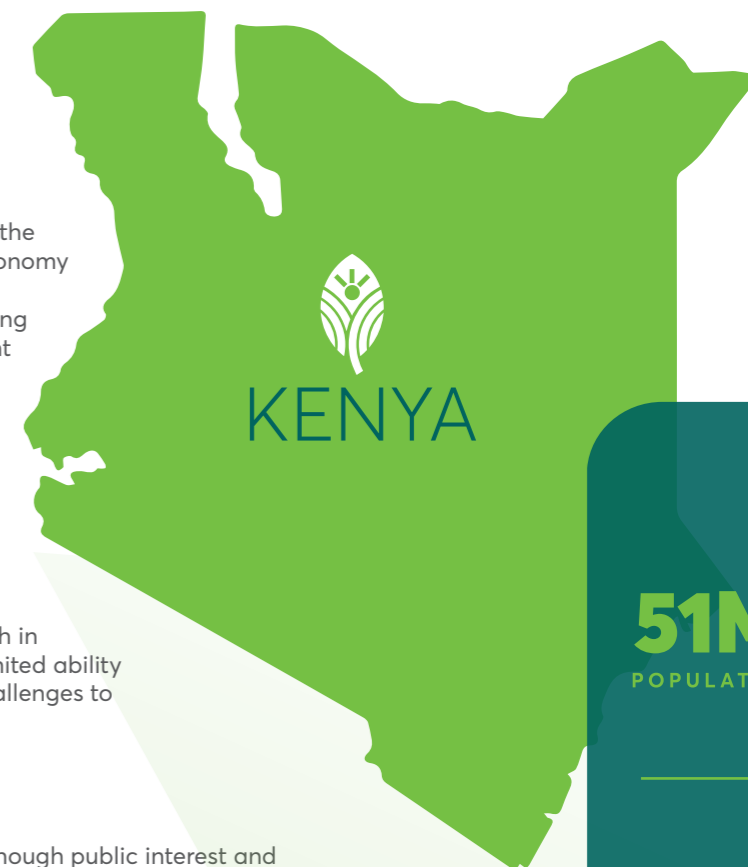 the
onomy
ng
nt
KENYA
51M
POPULAT
h in
nited ability
allenges to
hough public interest and